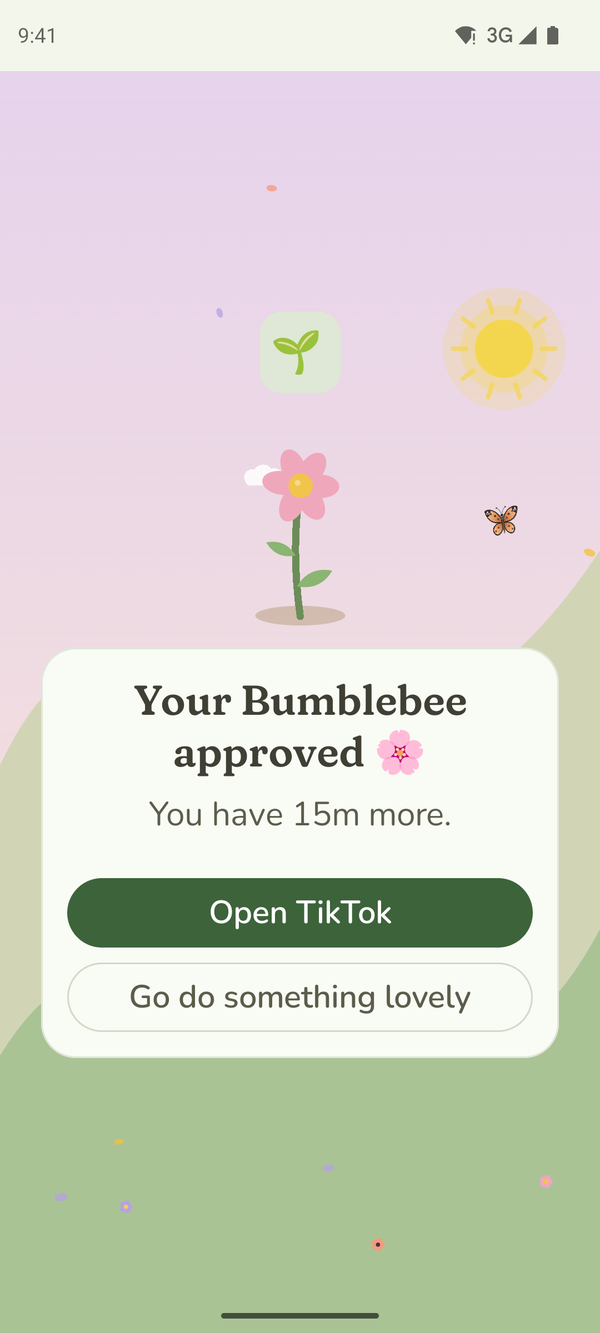 9:41
3G
Your Bumblebee
approved 🌸
You have 15m more.
Open TikTok
Go do something lovely